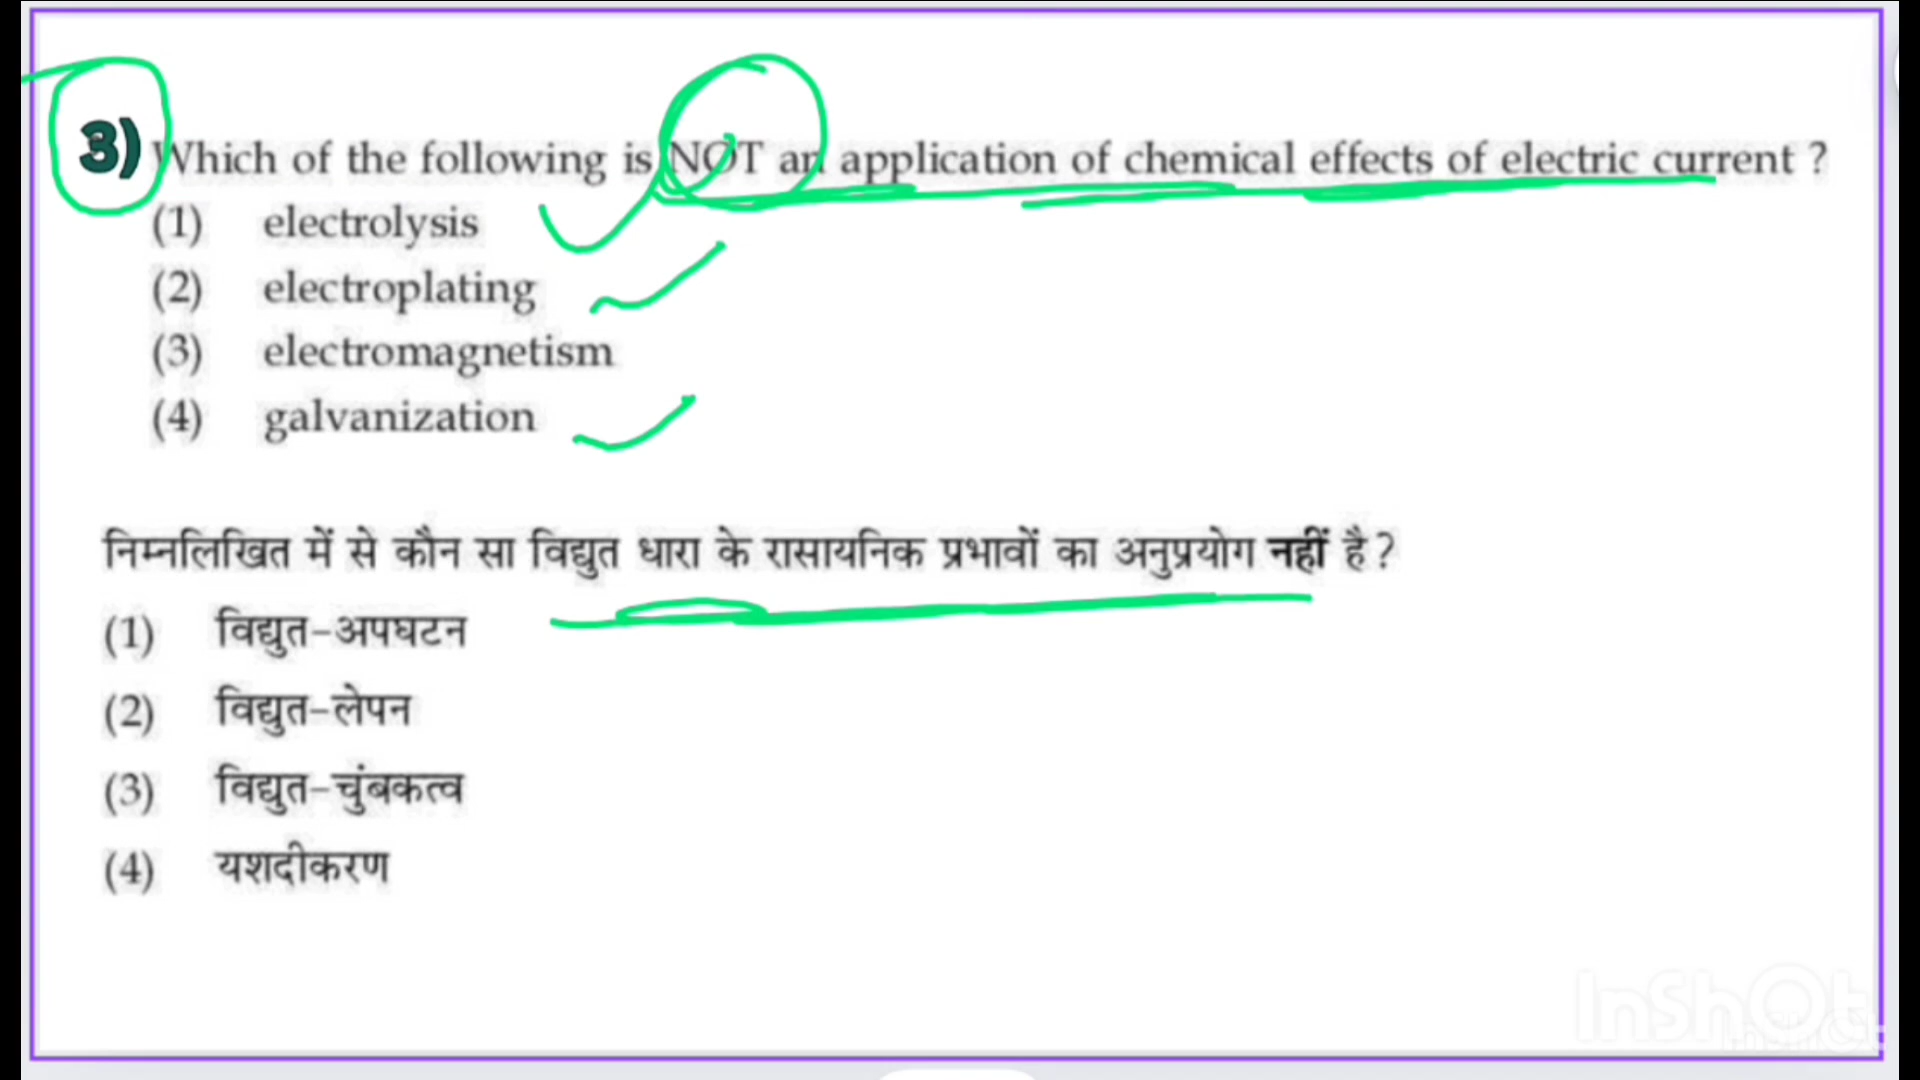 3) Which of the following is NOT an application of chemical effects of electric current ?
(1) electrolysis
(2) electroplating
(3) electromagnetism
(4) galvanization
निम्नलिखित में से कौन सा विद्युत धारा के रासायनिक प्रभावों का अनुप्रयोग नहीं है?
(1) विद्युत-अपघटन
(2) विद्युत-लेपन
(3) विद्युत-चुंबकत्व
(4) यशदीकरण
InShOt
InShOt